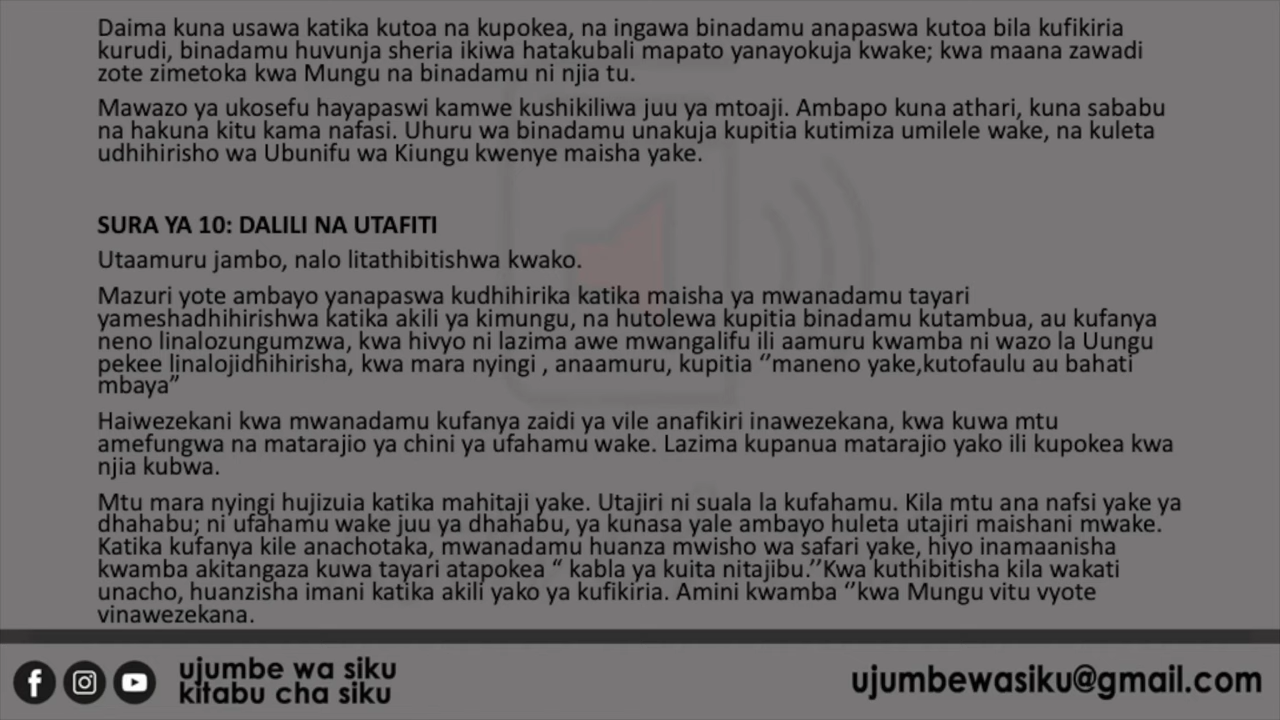 Daima kuna usawa katika kutoa na kupokea, na ingawa binadamu anapaswa kutoa bila kufikiria
kurudi, binadamu huvunja sheria ikiwa hatakubali mapato yanayokuja kwake; kwa maana zawadi
zote zimetoka kwa Mungu na binadamu ni njia tu.
Mawazo ya ukosefu hayapaswi kamwe kushikiliwa juu ya mtoaji. Ambapo kuna athari, kuna sababu
na hakuna kitu kama nafasi. Uhuru wa binadamu unakuja kupitia kutimiza umilele wake, na kuleta
udhihirisho wa Ubunifu wa Kiungu kwenye maisha yake.
SURA YA 10: DALILI NA UTAFITI
Utaamuru jambo, nalo litathibitishwa kwako.
Mazuri yote ambayo yanapaswa kudhihirika katika maisha ya mwanadamu tayari
yameshadhihirishwa katika akili ya kimungu, na hutolewa kupitia binadamu kutambua, au kufanya
neno linalozungumzwa, kwa hivyo ni lazima awe mwangalifu ili aamuru kwamba ni wazo la Uungu
pekee linalojidhihirisha, kwa mara nyingi , anaamuru, kupitia ‘’maneno yake,kutofaulu au bahati
mbaya”
Haiwezekani kwa mwanadamu kufanya zaidi ya vile anafikiri inawezekana, kwa kuwa mtu
amefungwa na matarajio ya chini ya ufahamu wake. Lazima kupanua matarajio yako ili kupokea kwa
njia kubwa.
Mtu mara nyingi hujizuia katika mahitaji yake. Utajiri ni suala la kufahamu. Kila mtu ana nafsi yake ya
dhahabu; ni ufahamu wake juu ya dhahabu, ya kunasa yale ambayo huleta utajiri maishani mwake.
Katika kufanya kile anachotaka, mwanadamu huanza mwisho wa safari yake, hiyo inamaanisha
kwamba akitangaza kuwa tayari atapokea “ kabla ya kuita nitajibu.’’Kwa kuthibitisha kila wakati
unacho, huanzisha imani katika akili yako ya kufikiria. Amini kwamba ‘’kwa Mungu vitu vyote
vinawezekana.
ujumbe wa siku
kitabu cha siku
ujumbewasiku@gmail.com